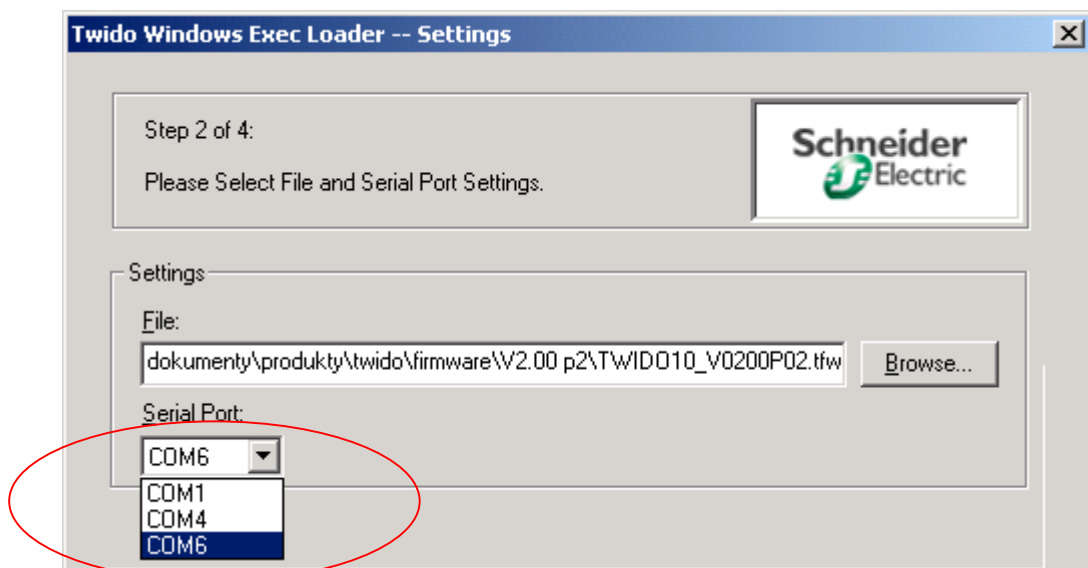 Twido Windows Exec Loader -- Settings
Step 2 of 4:
Please Select File and Serial Port Settings.
Schneider
Electric
Settings
File:
dokumenty\produkty\twido\firmware\V2.00 p2\TWIDO10_V0200P02.tfw
Browse...
Serial Port:
COM6
COM1
COM4
COM6